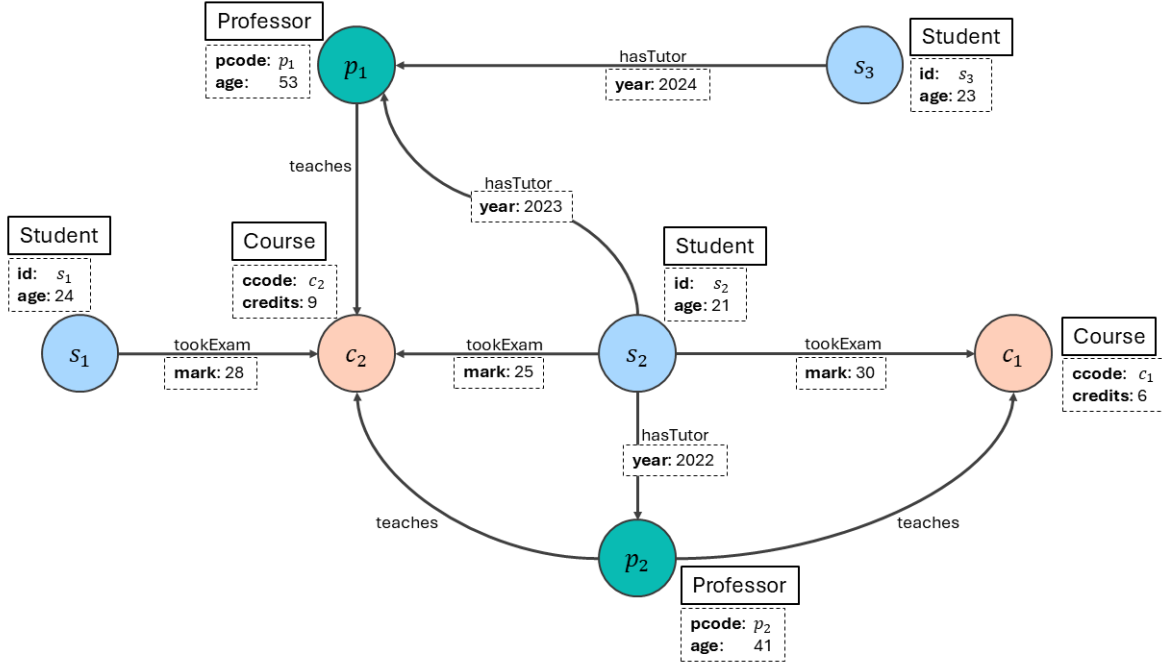 Professor
pcode: p₁
age: 53
p₁
hasTutor
year: 2024
s₃
Student
id: s₃
age: 23
teaches
hasTutor
year: 2023
Student
id: s₁
age: 24
Course
ccode: c₂
credits: 9
Student
id: s₂
age: 21
s₁
tookExam
mark: 28
c₂
tookExam
mark: 25
s₂
tookExam
mark: 30
c₁
Course
ccode: c₁
credits: 6
hasTutor
year: 2022
teaches
teaches
p₂
Professor
pcode: p₂
age: 41